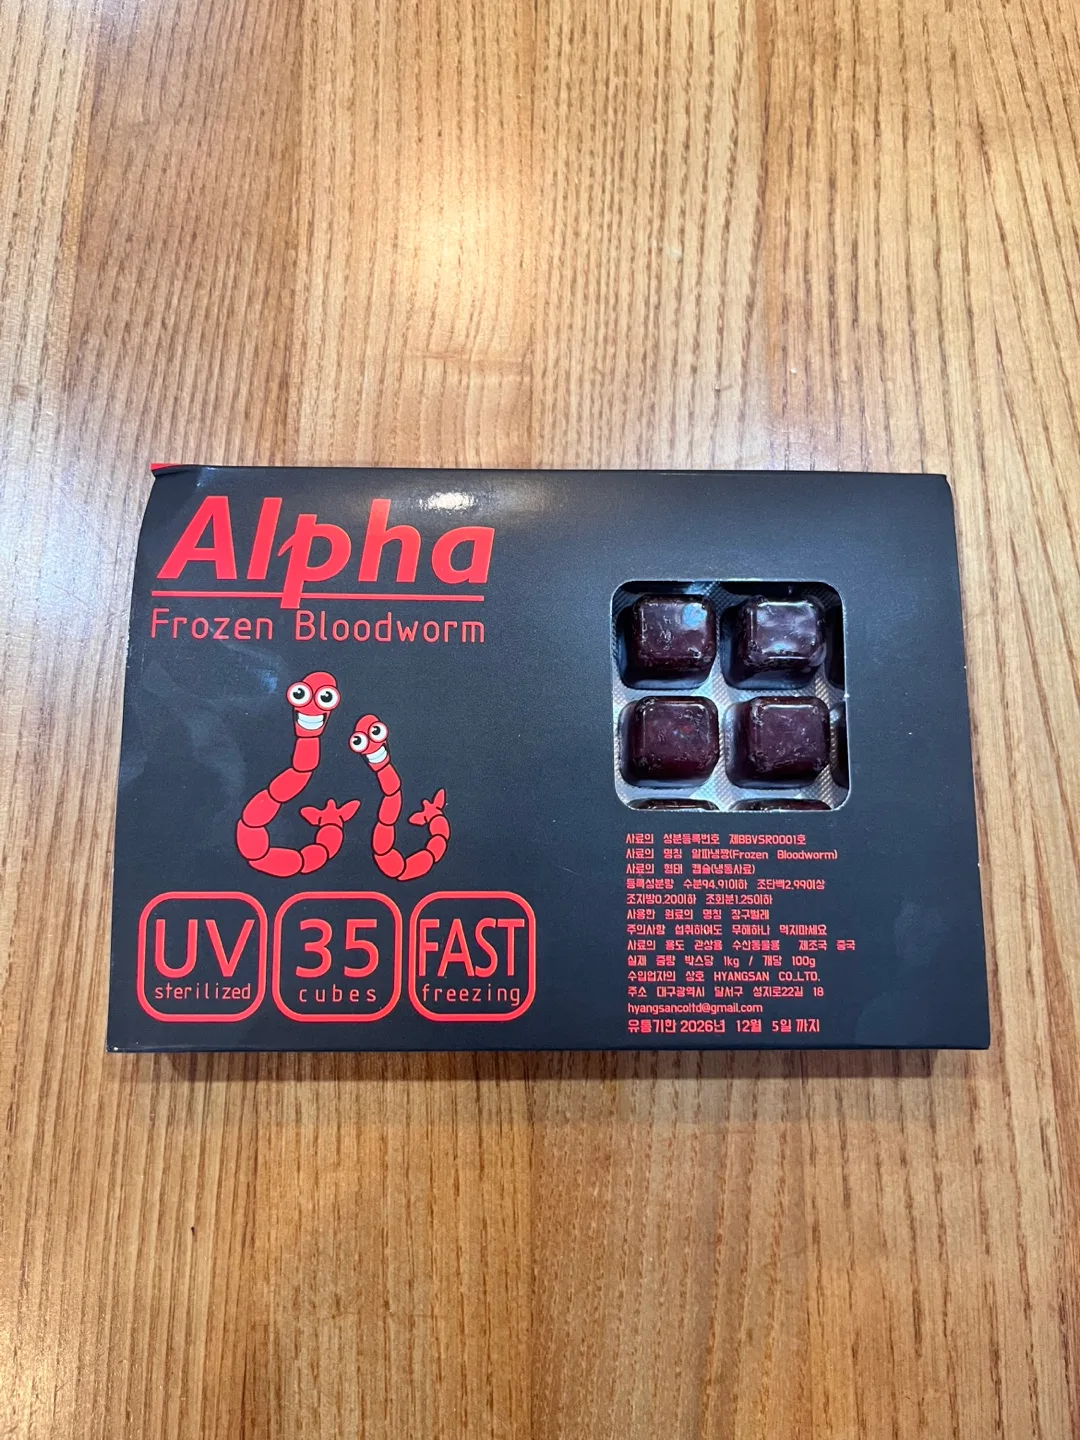 Alpha
Frozen Bloodworm
UV
sterilized
35
cubes
FAST
freezing
사료의 성분등록번호 제BBVSR0001호
사료의 명칭 알파냉짱(Frozen Bloodworm)
사료의 형태 캡슐(냉동사료)
등록성분량 수분94.91이하 조단백2.99이상
조지방0.20이하 조회분1.25이하
사용한 원료의 명칭 장구벌레
주의사항 섭취하여도 무해하나 먹지마세요
사료의 용도 관상용 수산동물용 제조국 중국
실제 중량 박스당 1kg / 개당 100g
수입업자의 상호 HYANGSAN CO.,LTD.
주소 대구광역시 달서구 성지로22길 18
hyangsancoltd@gmail.com
유통기한 2026년 12월 5일 까지